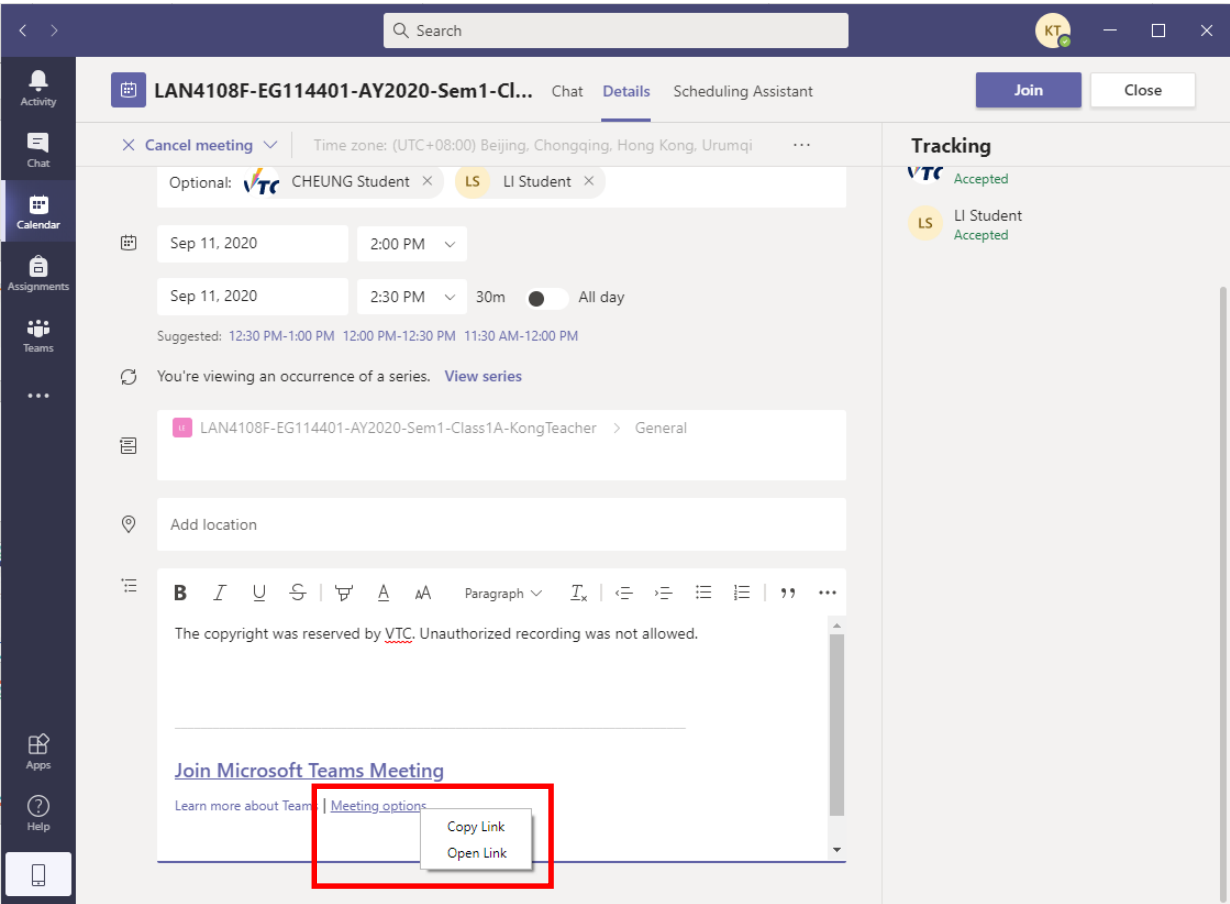 Search
KT
Activity
Chat
Calendar
Assignments
Teams
Apps
Help
LAN4108F-EG114401-AY2020-Sem1-Cl... Chat Details Scheduling Assistant Join Close
Cancel meeting Time zone: (UTC+08:00) Beijing, Chongqing, Hong Kong, Urumqi ...
Optional: VTC CHEUNG Student × LS LI Student ×
Sep 11, 2020 2:00 PM
Sep 11, 2020 2:30 PM 30m All day
Suggested: 12:30 PM-1:00 PM 12:00 PM-12:30 PM 11:30 AM-12:00 PM
You're viewing an occurrence of a series. View series
LAN4108F-EG114401-AY2020-Sem1-Class1A-KongTeacher > General
Add location
B I U S A AA Paragraph Tx
The copyright was reserved by VTC. Unauthorized recording was not allowed.
Join Microsoft Teams Meeting
Learn more about Teams | Meeting options
Copy Link
Open Link
Tracking
VTC Accepted
LS LI Student
Accepted